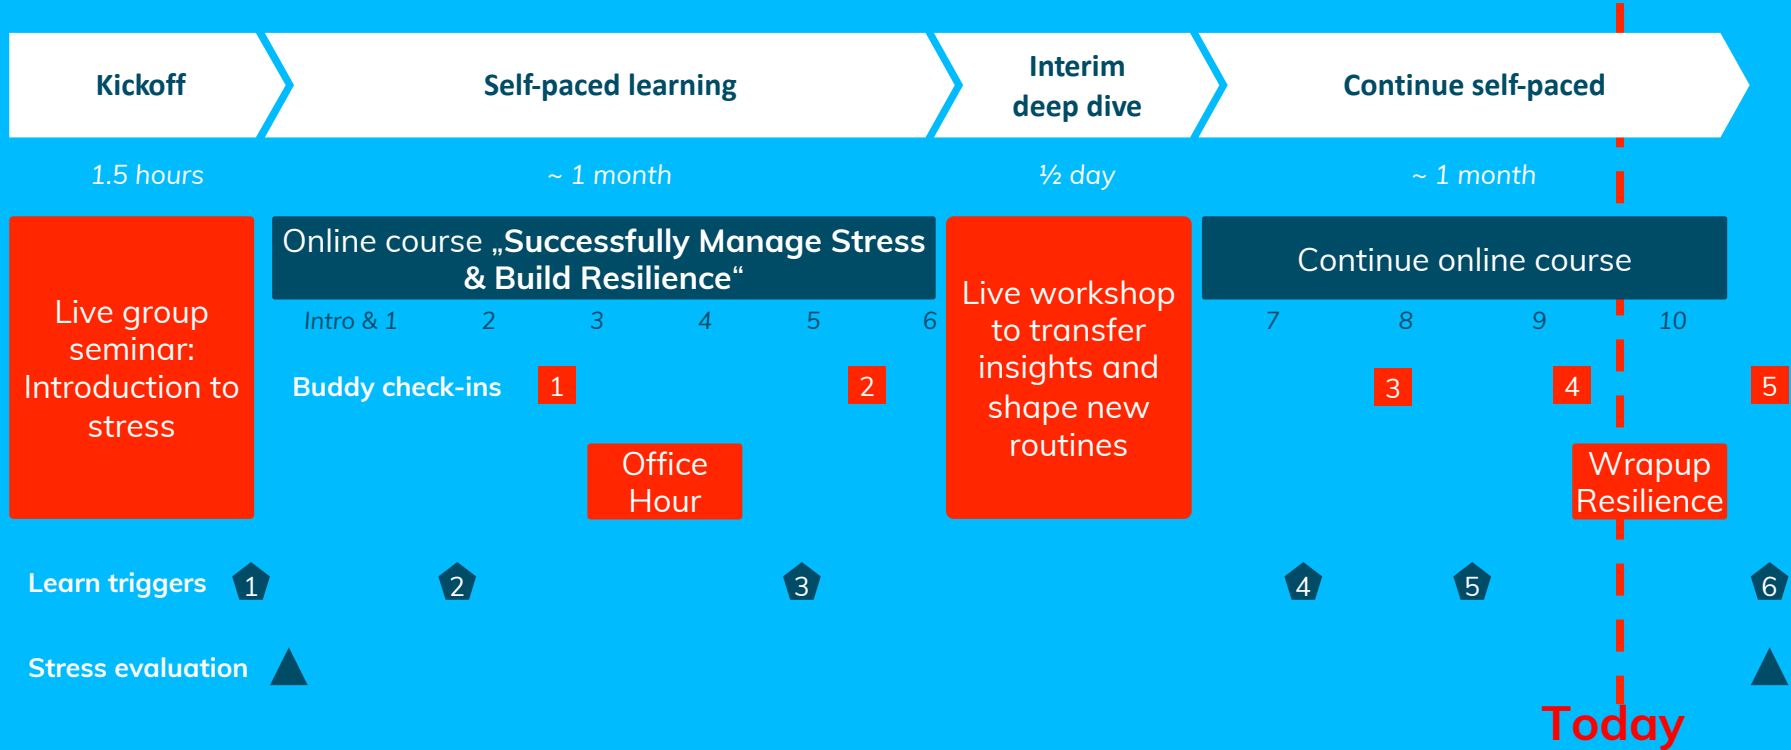 Kickoff
Self-paced learning
Interim
deep dive
Continue self-paced
1.5 hours
~ 1 month
½ day
~ 1 month
Live group
seminar:
Introduction to
stress
Online course „Successfully Manage Stress
& Build Resilience“
Live workshop
to transfer
insights and
shape new
routines
Continue online course
Intro & 1 2 3 4 5 6
7 8 9 10
Buddy check-ins 1 2
3 4 5
Office
Hour
Wrapup
Resilience
Learn triggers 1 2 3 4 5 6
Stress evaluation
Today